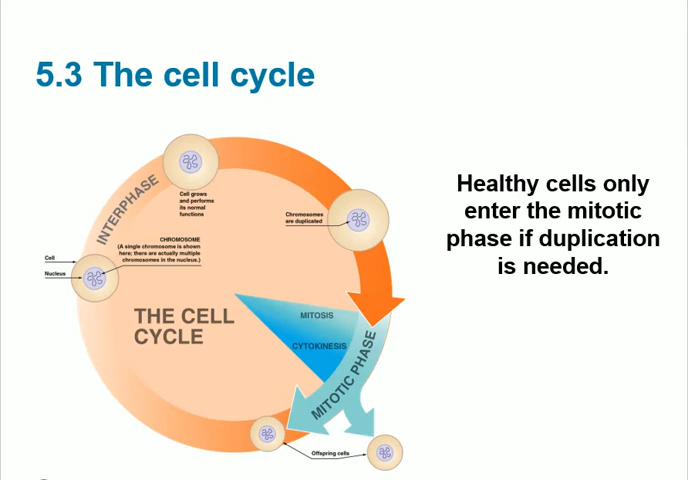 5.3 The cell cycle
INTERPHASE
Cell grows
and performs
its normal
functions
Chromosomes
are duplicated
CHROMOSOME
(A single chromosome is shown
here; there are actually multiple
chromosomes in the nucleus.)
Cell
Nucleus
THE CELL
CYCLE
MITOSIS
CYTOKINESIS
MITOTIC PHASE
Offspring cells
Healthy cells only
enter the mitotic
phase if duplication
is needed.